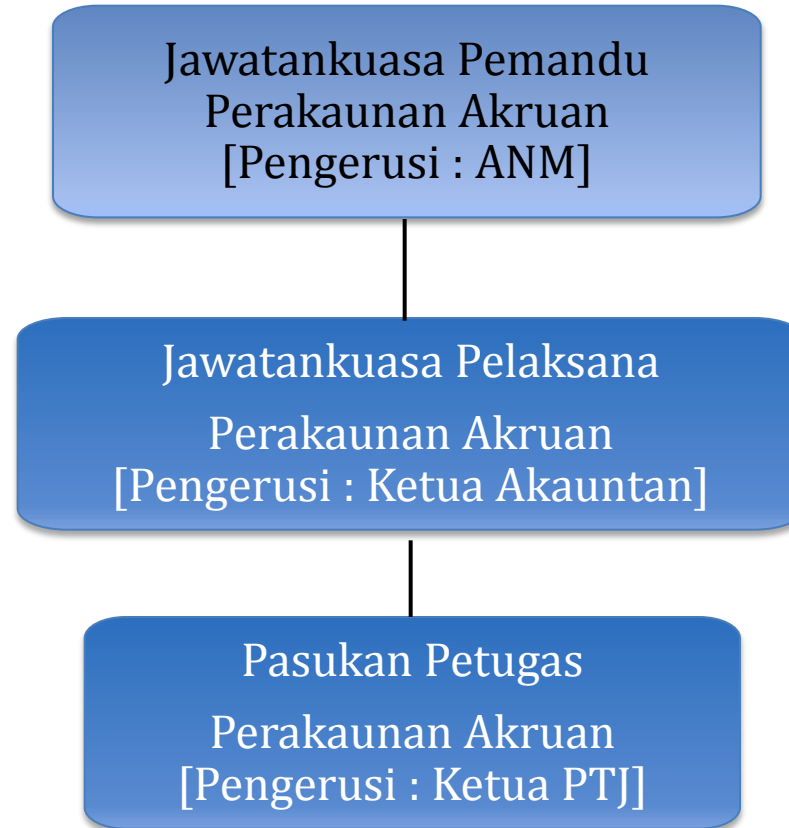 Jawatankuasa Pemandu
Perakaunan Akruan
[Pengerusi : ANM]
Jawatankuasa Pelaksana
Perakaunan Akruan
[Pengerusi : Ketua Akauntan]
Pasukan Petugas
Perakaunan Akruan
[Pengerusi : Ketua PTJ]